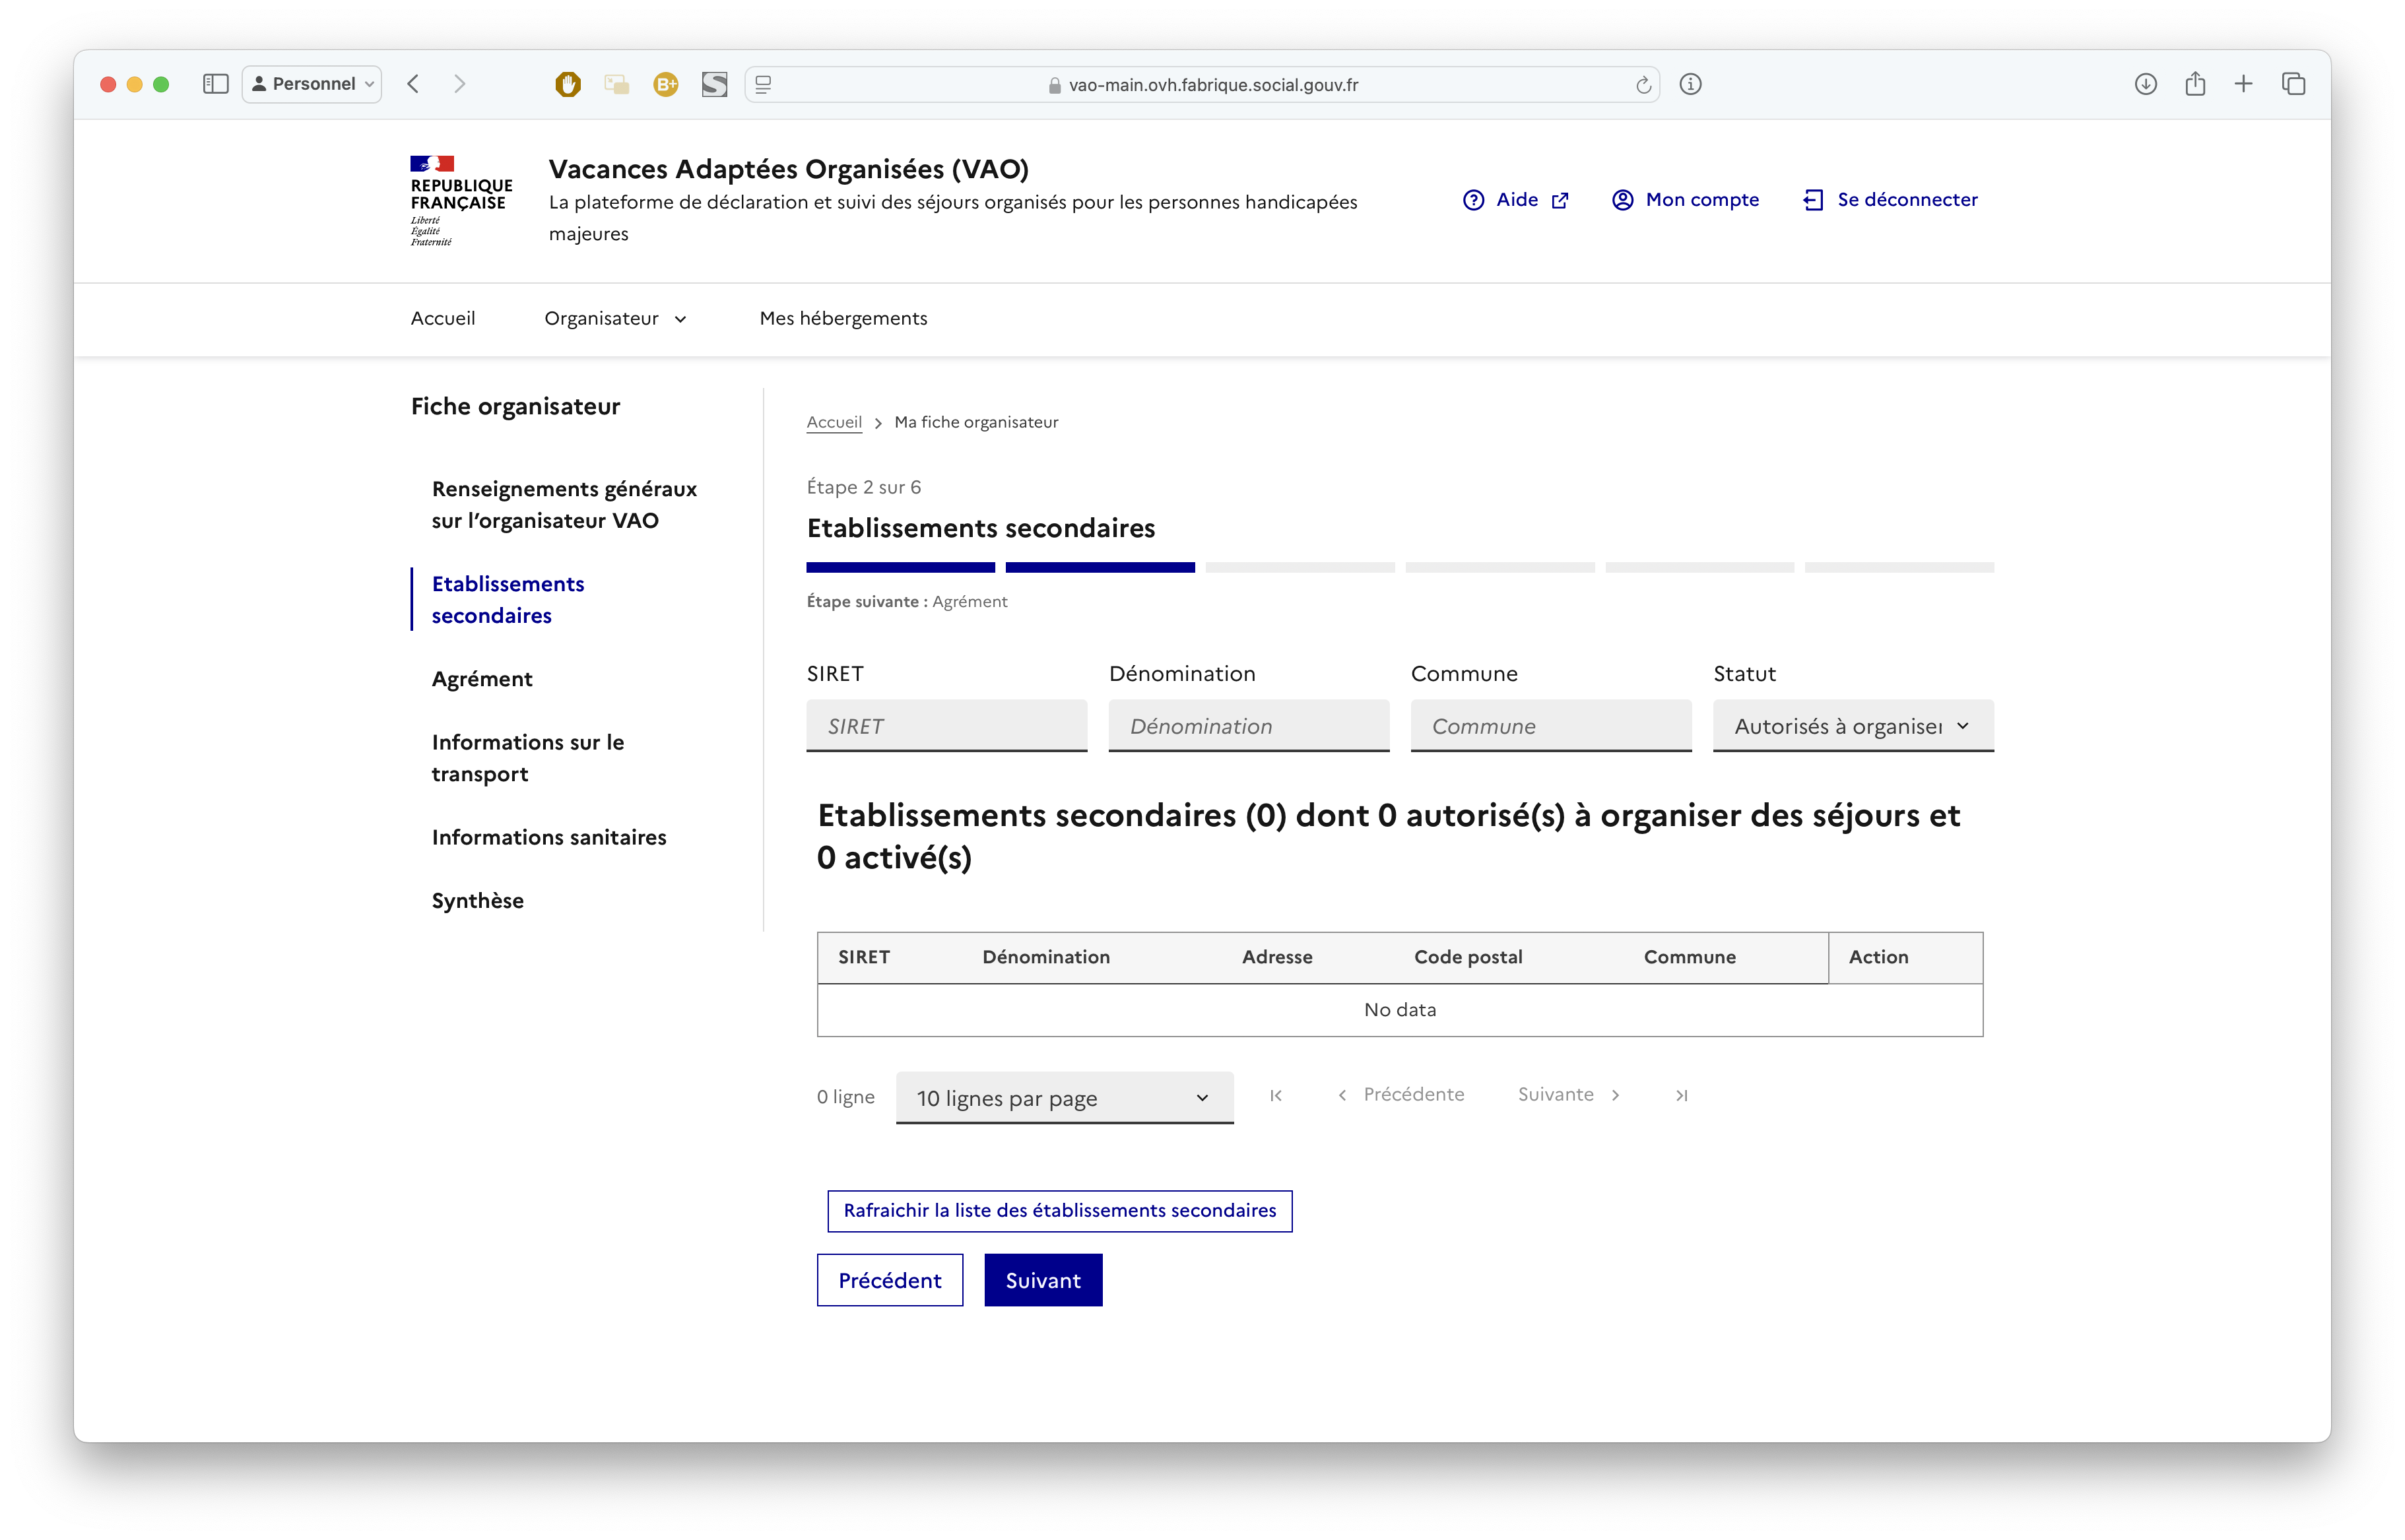 Personnel
B+
vao-main.ovh.fabrique.social.gouv.fr
REPUBLIQUE
FRANÇAISE
Liberté
Égalité
Fraternité
Vacances Adaptées Organisées (VAO)
La plateforme de déclaration et suivi des séjours organisés pour les personnes handicapées
majeures
Aide
Mon compte
Se déconnecter
Accueil
Organisateur
Mes hébergements
Fiche organisateur
Renseignements généraux
sur l’organisateur VAO
Etablissements
secondaires
Agrément
Informations sur le
transport
Informations sanitaires
Synthèse
Accueil > Ma fiche organisateur
Étape 2 sur 6
Etablissements secondaires
Étape suivante : Agrément
SIRET
Dénomination
Commune
Statut
SIRET
Dénomination
Commune
Autorisés à organiser
Etablissements secondaires (0) dont 0 autorisé(s) à organiser des séjours et
0 activé(s)
SIRET Dénomination Adresse Code postal Commune Action
No data
0 ligne
10 lignes par page
Précédente
Suivante
Rafraichir la liste des établissements secondaires
Précédent
Suivant